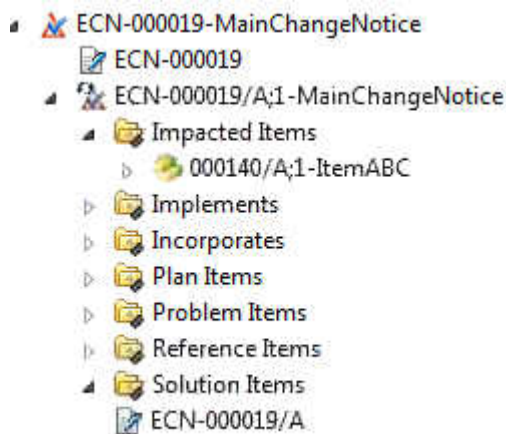 ECN-000019-MainChangeNotice
ECN-000019
ECN-000019/A;1-MainChangeNotice
Impacted Items
000140/A;1-ItemABC
Implements
Incorporates
Plan Items
Problem Items
Reference Items
Solution Items
ECN-000019/A